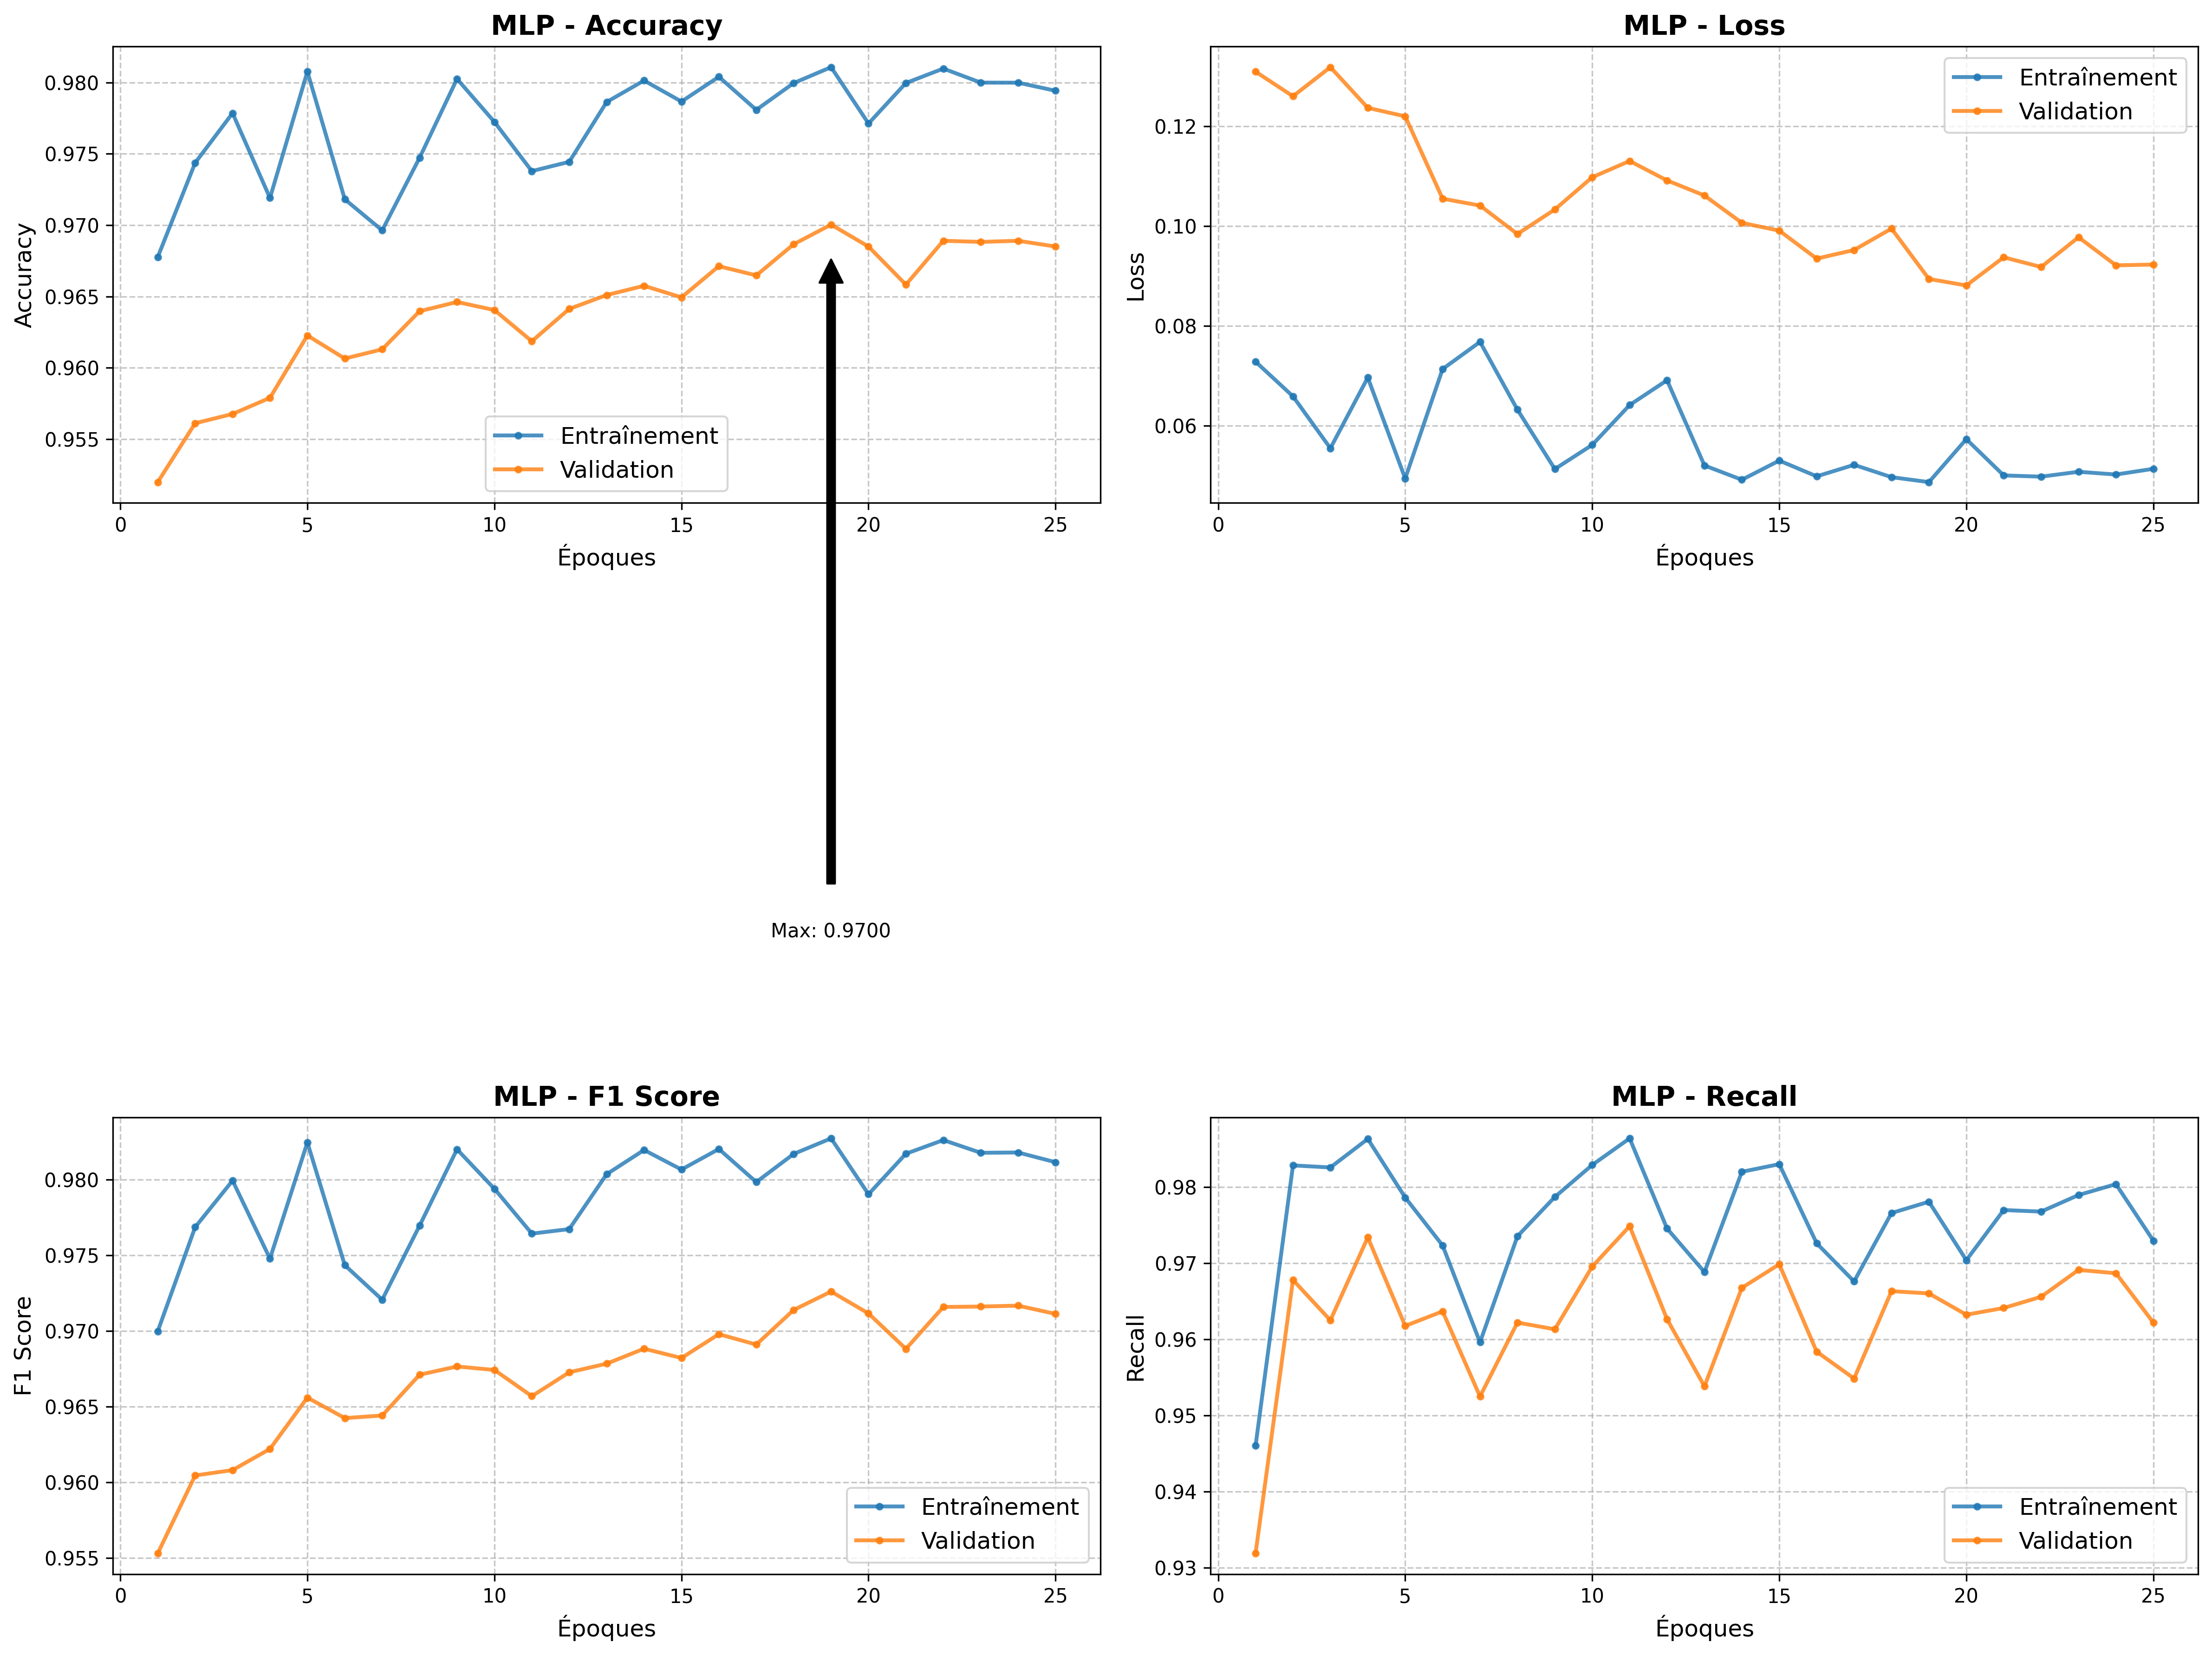 MLP - Accuracy
Accuracy
0.980
0.975
0.970
0.965
0.960
0.955
Entraînement
Validation
0 5 10 15 20 25
Époques
MLP - Loss
Loss
0.12
0.10
0.08
0.06
Entraînement
Validation
0 5 10 15 20 25
Époques
Max: 0.9700
MLP - F1 Score
F1 Score
0.980
0.975
0.970
0.965
0.960
0.955
Entraînement
Validation
0 5 10 15 20 25
Époques
MLP - Recall
Recall
0.98
0.97
0.96
0.95
0.94
0.93
Entraînement
Validation
0 5 10 15 20 25
Époques